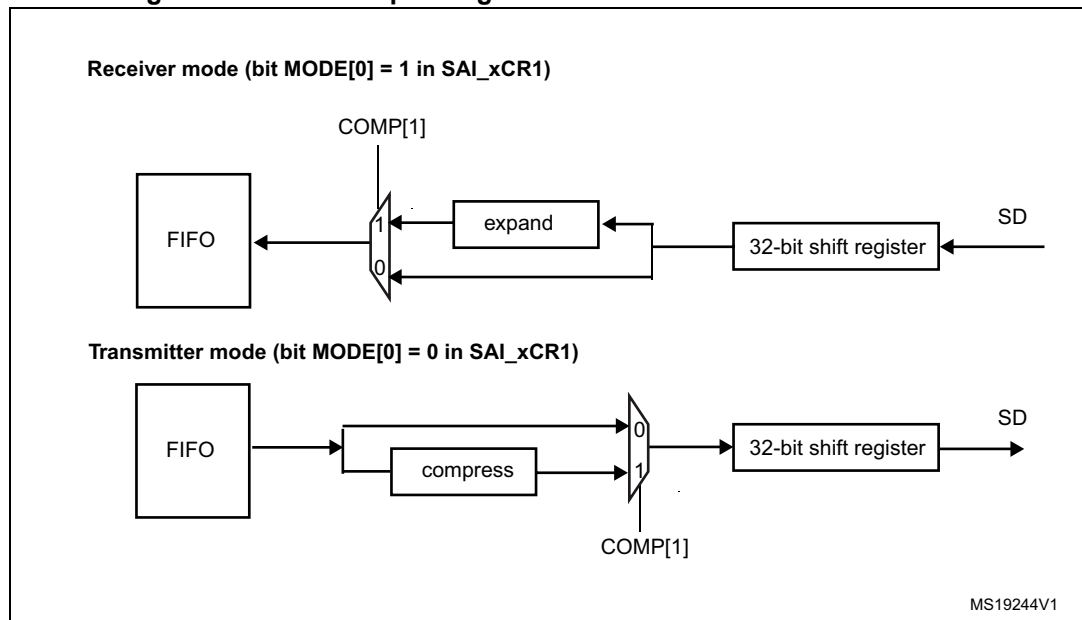 Receiver mode (bit MODE[0] = 1 in SAI_xCR1)
COMP[1]
FIFO
1
0
expand
32-bit shift register
SD
Transmitter mode (bit MODE[0] = 0 in SAI_xCR1)
FIFO
compress
0
1
COMP[1]
32-bit shift register
SD
MS19244V1